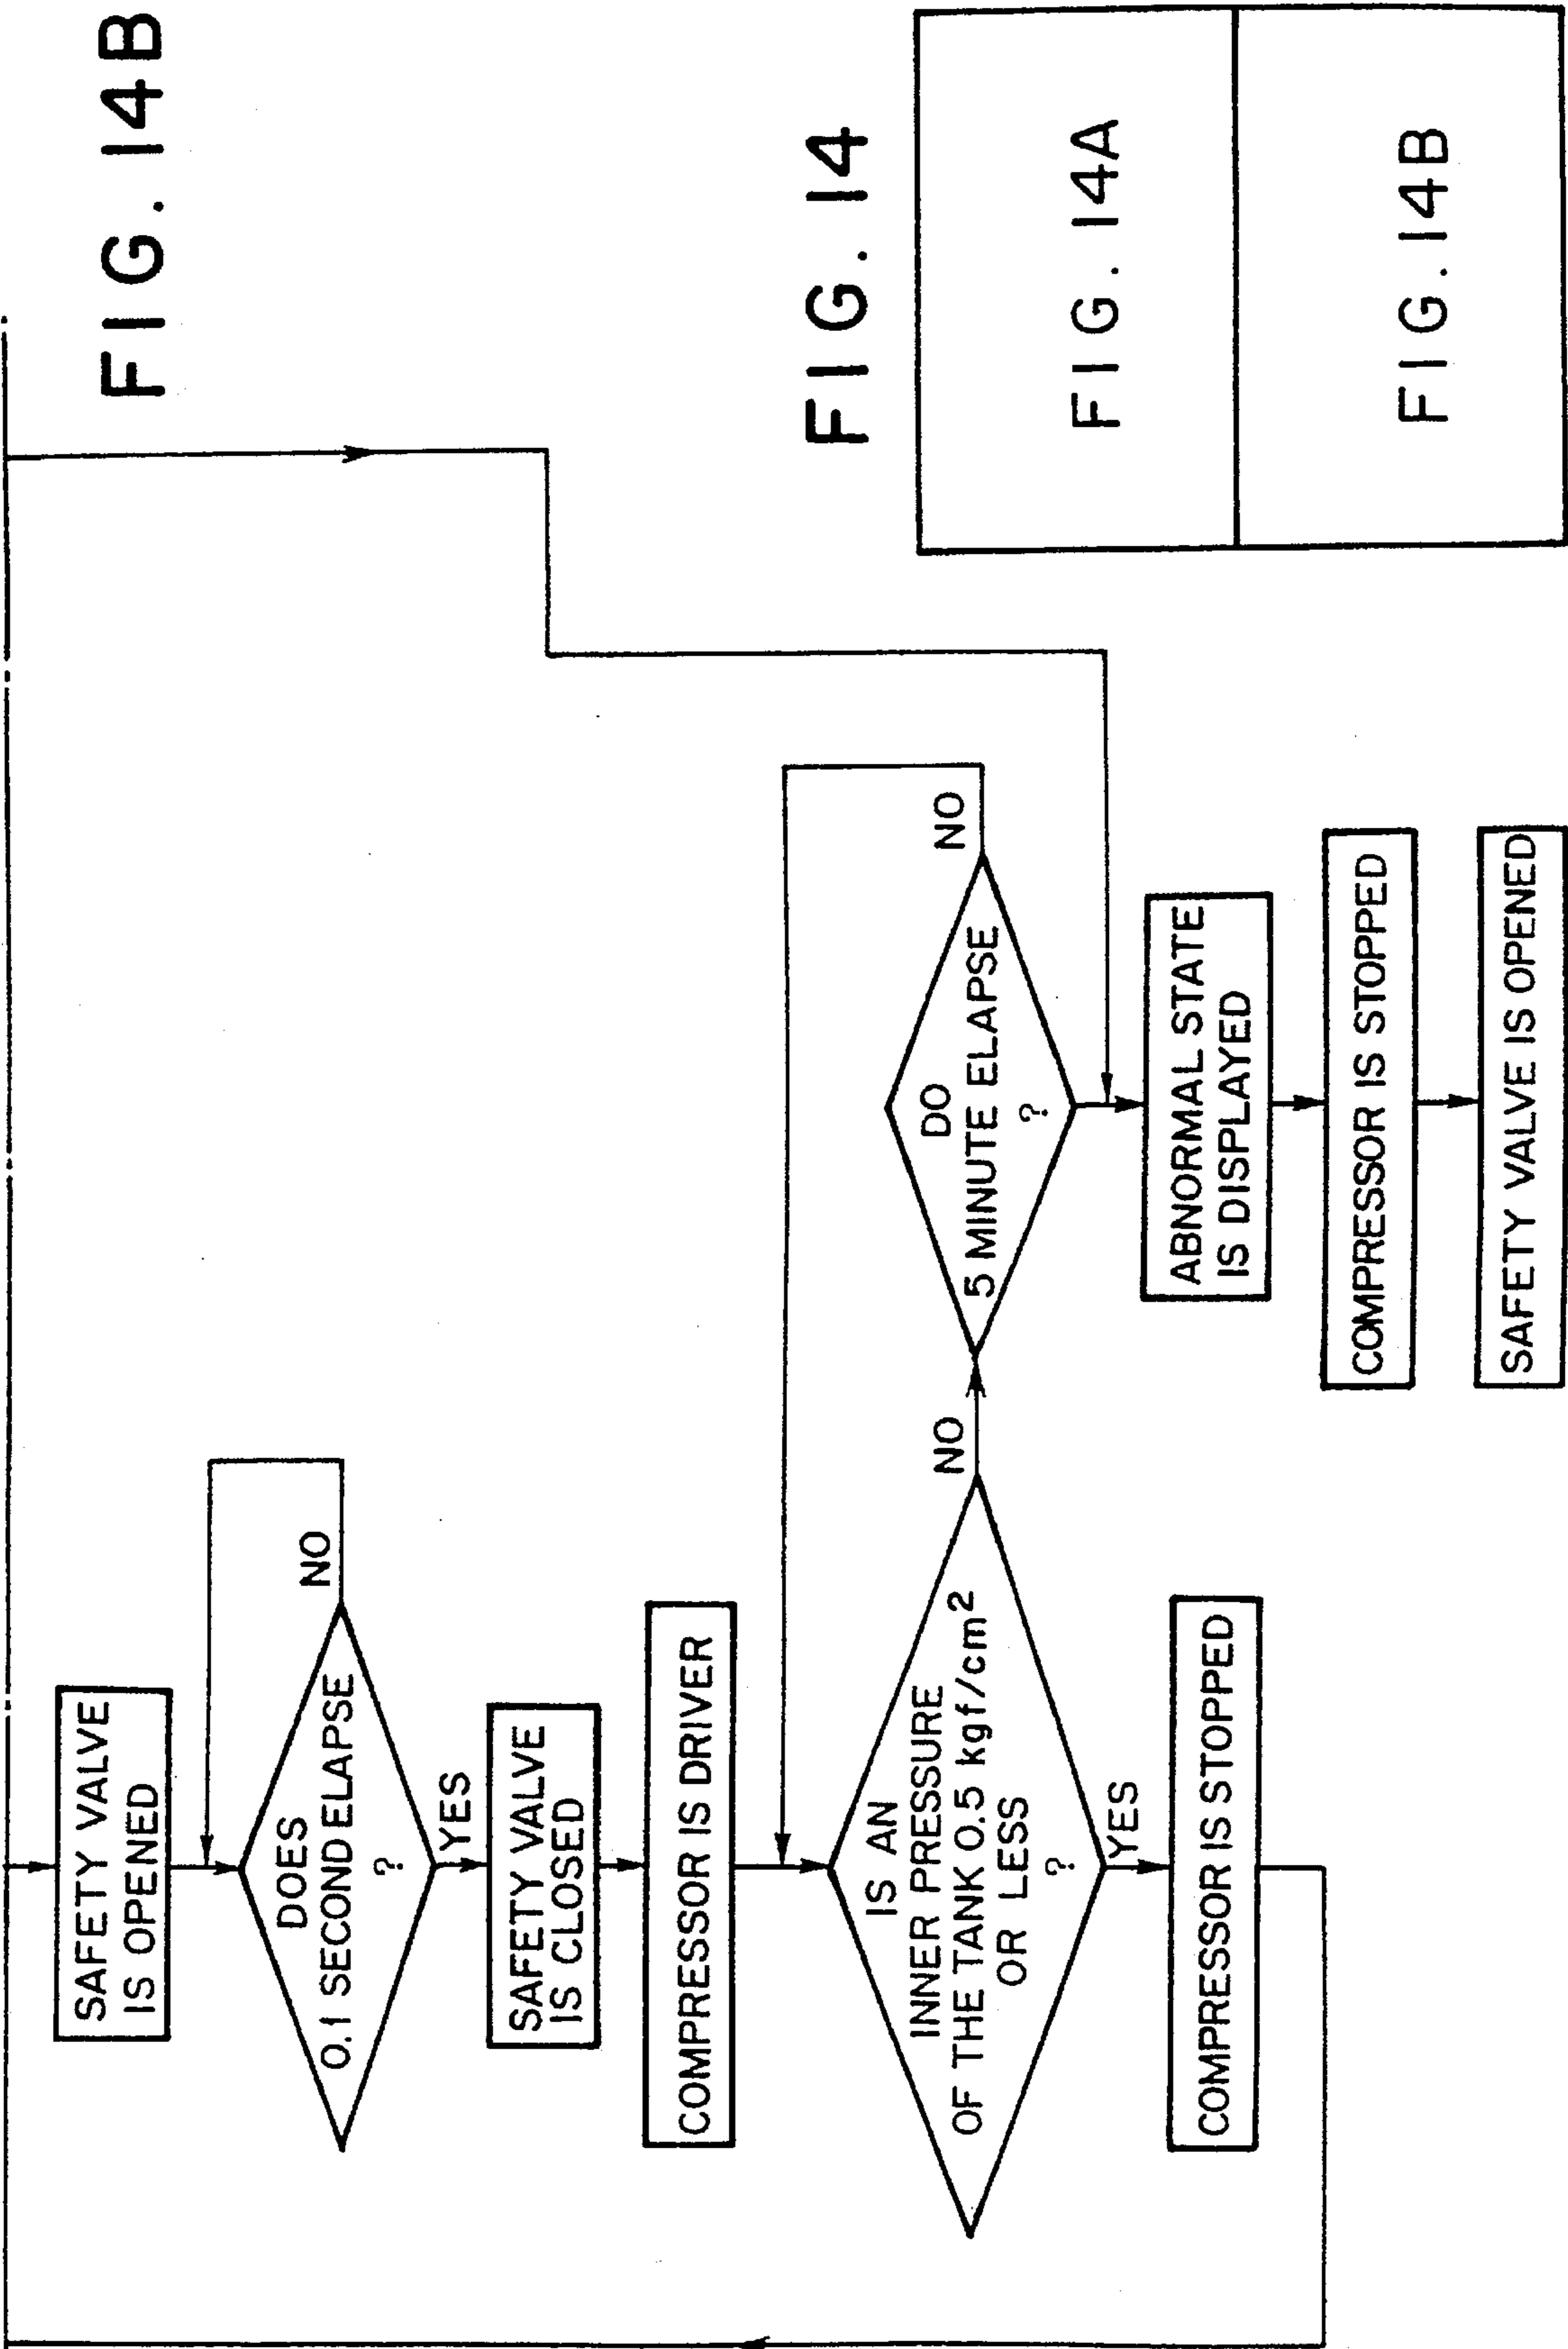 FIG. 14B
SAFETY VALVE
IS OPENED
DOES
0.1 SECOND ELAPSE
?
NO
YES
SAFETY VALVE
IS CLOSED
COMPRESSOR IS DRIVER
IS AN
INNER PRESSURE
OF THE TANK 0.5 kgf/cm²
OR LESS
?
NO
YES
COMPRESSOR IS STOPPED
DO
5 MINUTE ELAPSE
?
NO
ABNORMAL STATE
IS DISPLAYED
COMPRESSOR IS STOPPED
SAFETY VALVE IS OPENED
FIG. 14
FIG. 14A
FIG. 14B